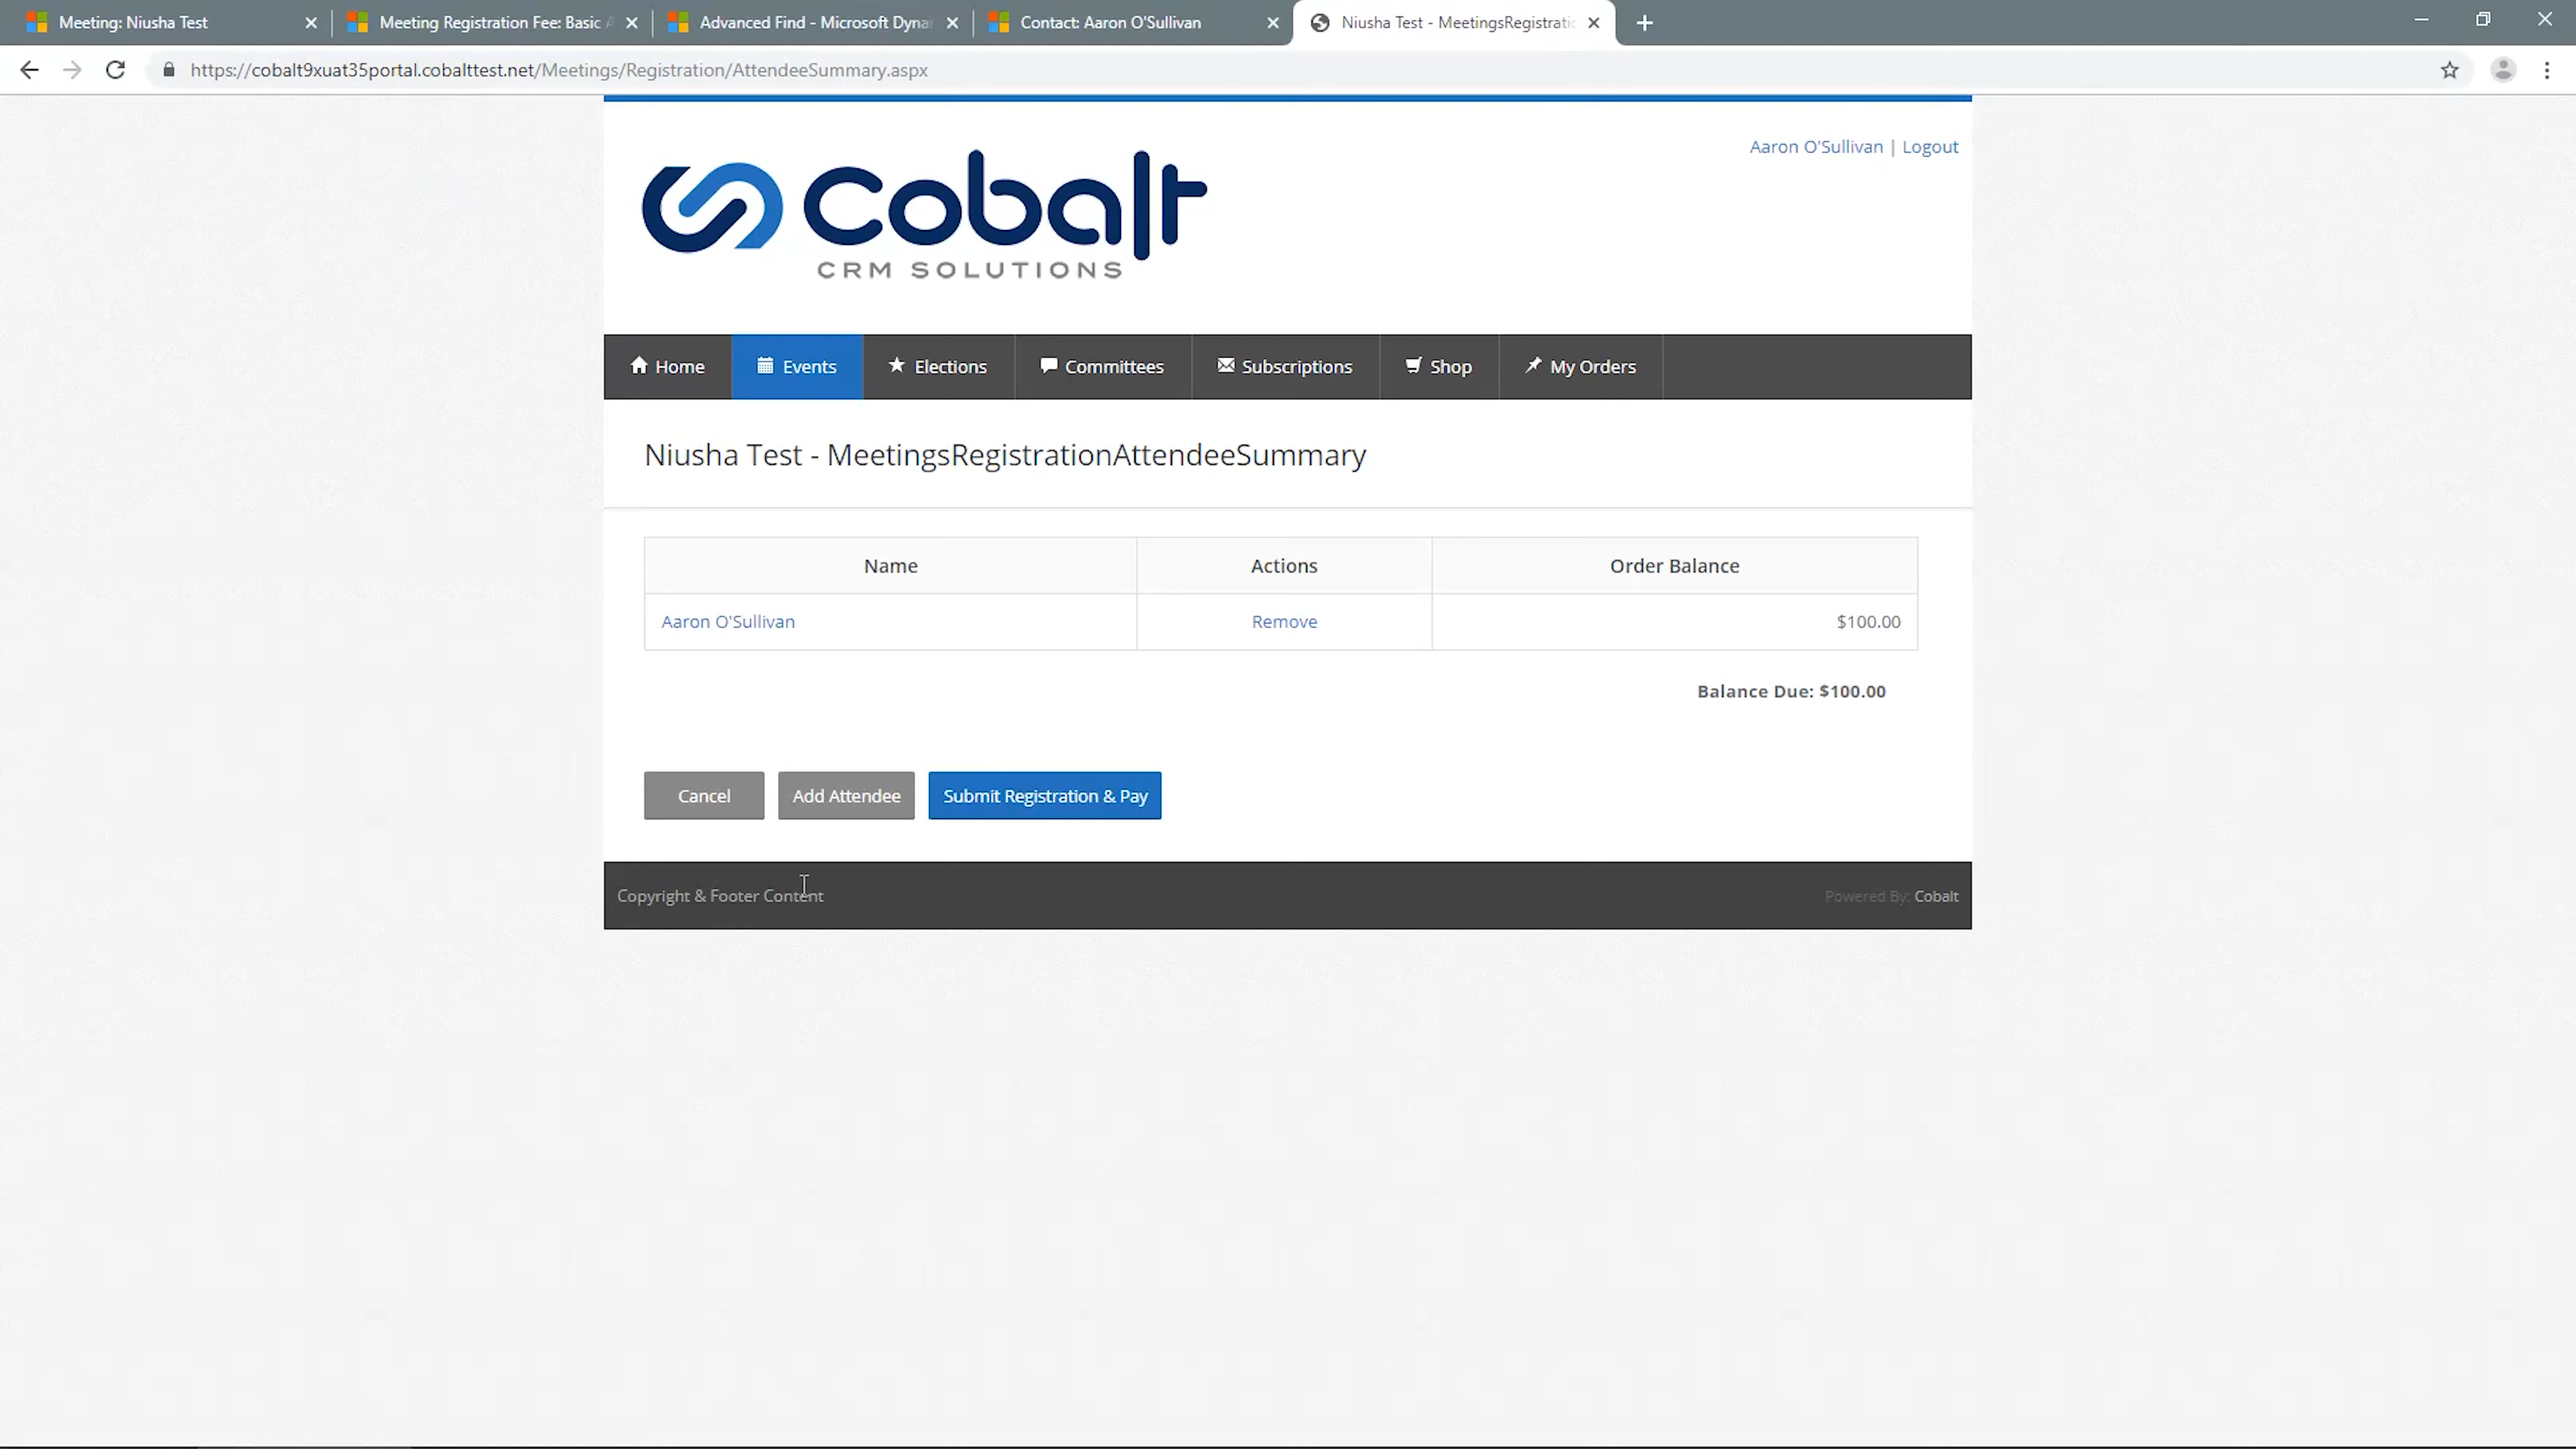 Meeting: Niusha Test
Meeting Registration Fee: Basic A
Advanced Find - Microsoft Dynar
Contact: Aaron O'Sullivan
Niusha Test - MeetingsRegistratic
https://cobalt9xuat35portal.cobalttest.net/Meetings/Registration/AttendeeSummary.aspx
Aaron O'Sullivan | Logout
Cobalt
CRM SOLUTIONS
Home
Events
Elections
Committees
Subscriptions
Shop
My Orders
Niusha Test - MeetingsRegistrationAttendeeSummary
Name
Actions
Order Balance
Aaron O'Sullivan
Remove
$100.00
Balance Due: $100.00
Cancel
Add Attendee
Submit Registration & Pay
Copyright & Footer Content
Powered By: Cobalt